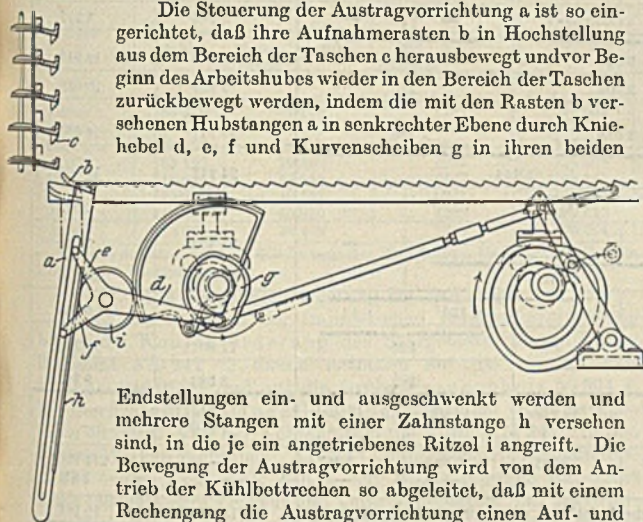 Die Steuerung der Austragvorrichtung a ist so ein-
gerichtet, daß ihre Aufnahmerasten b in Hochstellung
aus dem Bereich der Taschen c herausbewegt undvor Be-
ginn des Arbeitshubes wieder in den Bereich der Taschen
zurückbewegt werden, indem die mit den Rasten b ver-
sehenen Hubstangen a in senkrechter Ebene durch Knie-
hebel d, e, f und Kurvenscheiben g in ihren beiden
c
b
a
e
d
g
f
i
h
Endstellungen ein- und ausgeschwenkt werden und
mehrere Stangen mit einer Zahnstange h versehen
sind, in die je ein angetriebenes Ritzel i angreift. Die
Bewegung der Austragvorrichtung wird von dem An-
trieb der Kühlbettrechen so abgeleitet, daß mit einem
Rechengang die Austragvorrichtung einen Auf- und